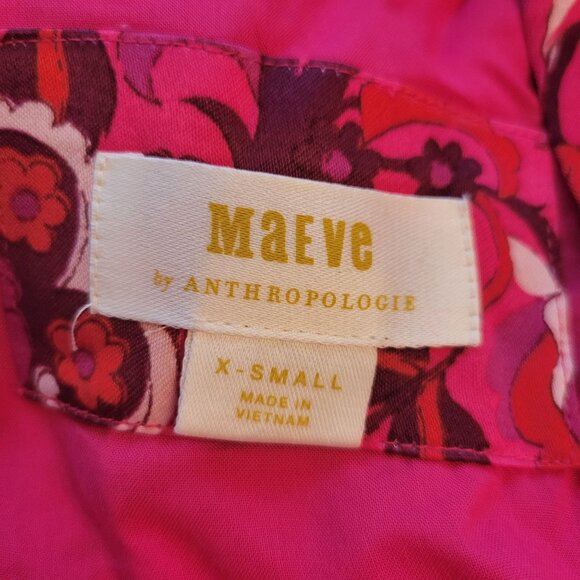 MaEVe
by ANTHROPOLOGIE
X-SMALL
MADE IN
VIETNAM